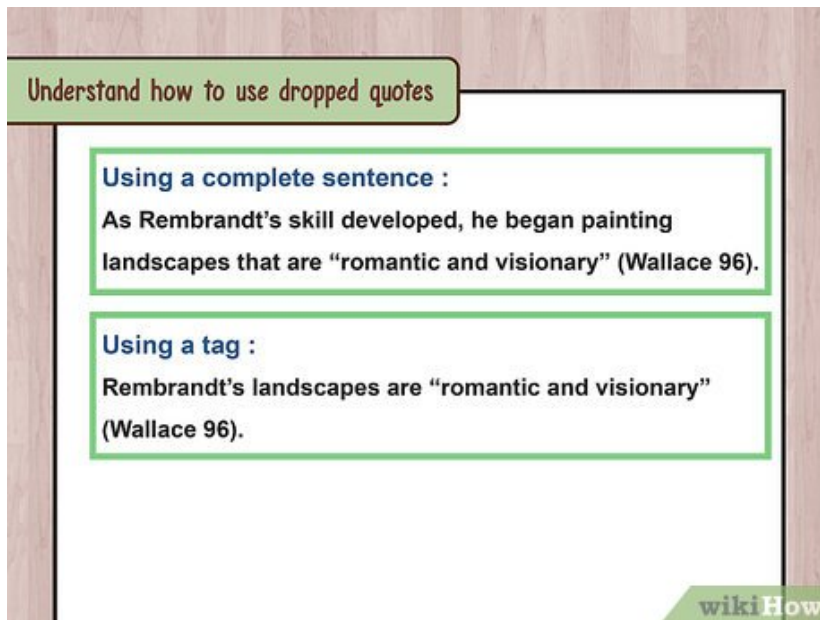 Understand how to use dropped quotes
Using a complete sentence :
As Rembrandt’s skill developed, he began painting
landscapes that are “romantic and visionary” (Wallace 96).
Using a tag :
Rembrandt’s landscapes are “romantic and visionary”
(Wallace 96).
wikiHow